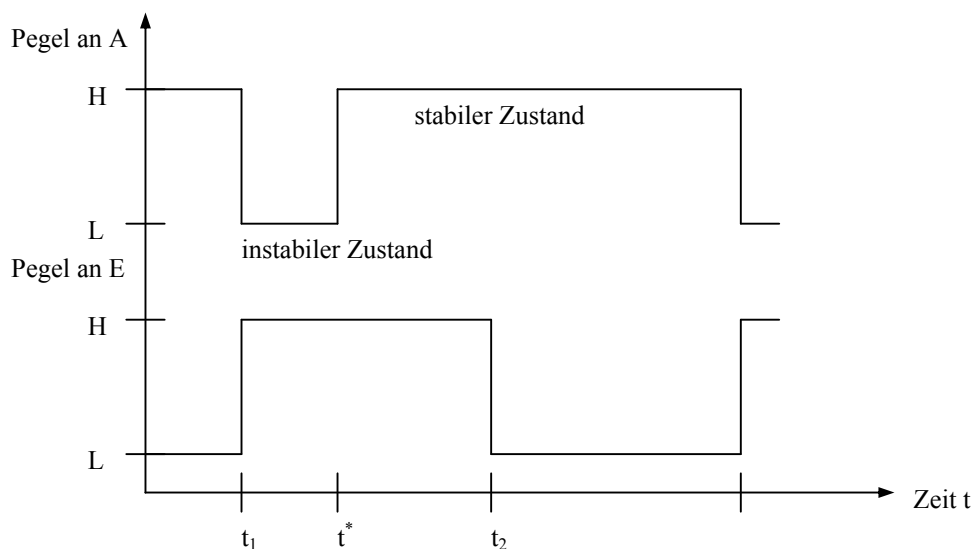 Pegel an A
H
stabiler Zustand
L
instabiler Zustand
Pegel an E
H
L
Zeit t
t₁ t* t₂